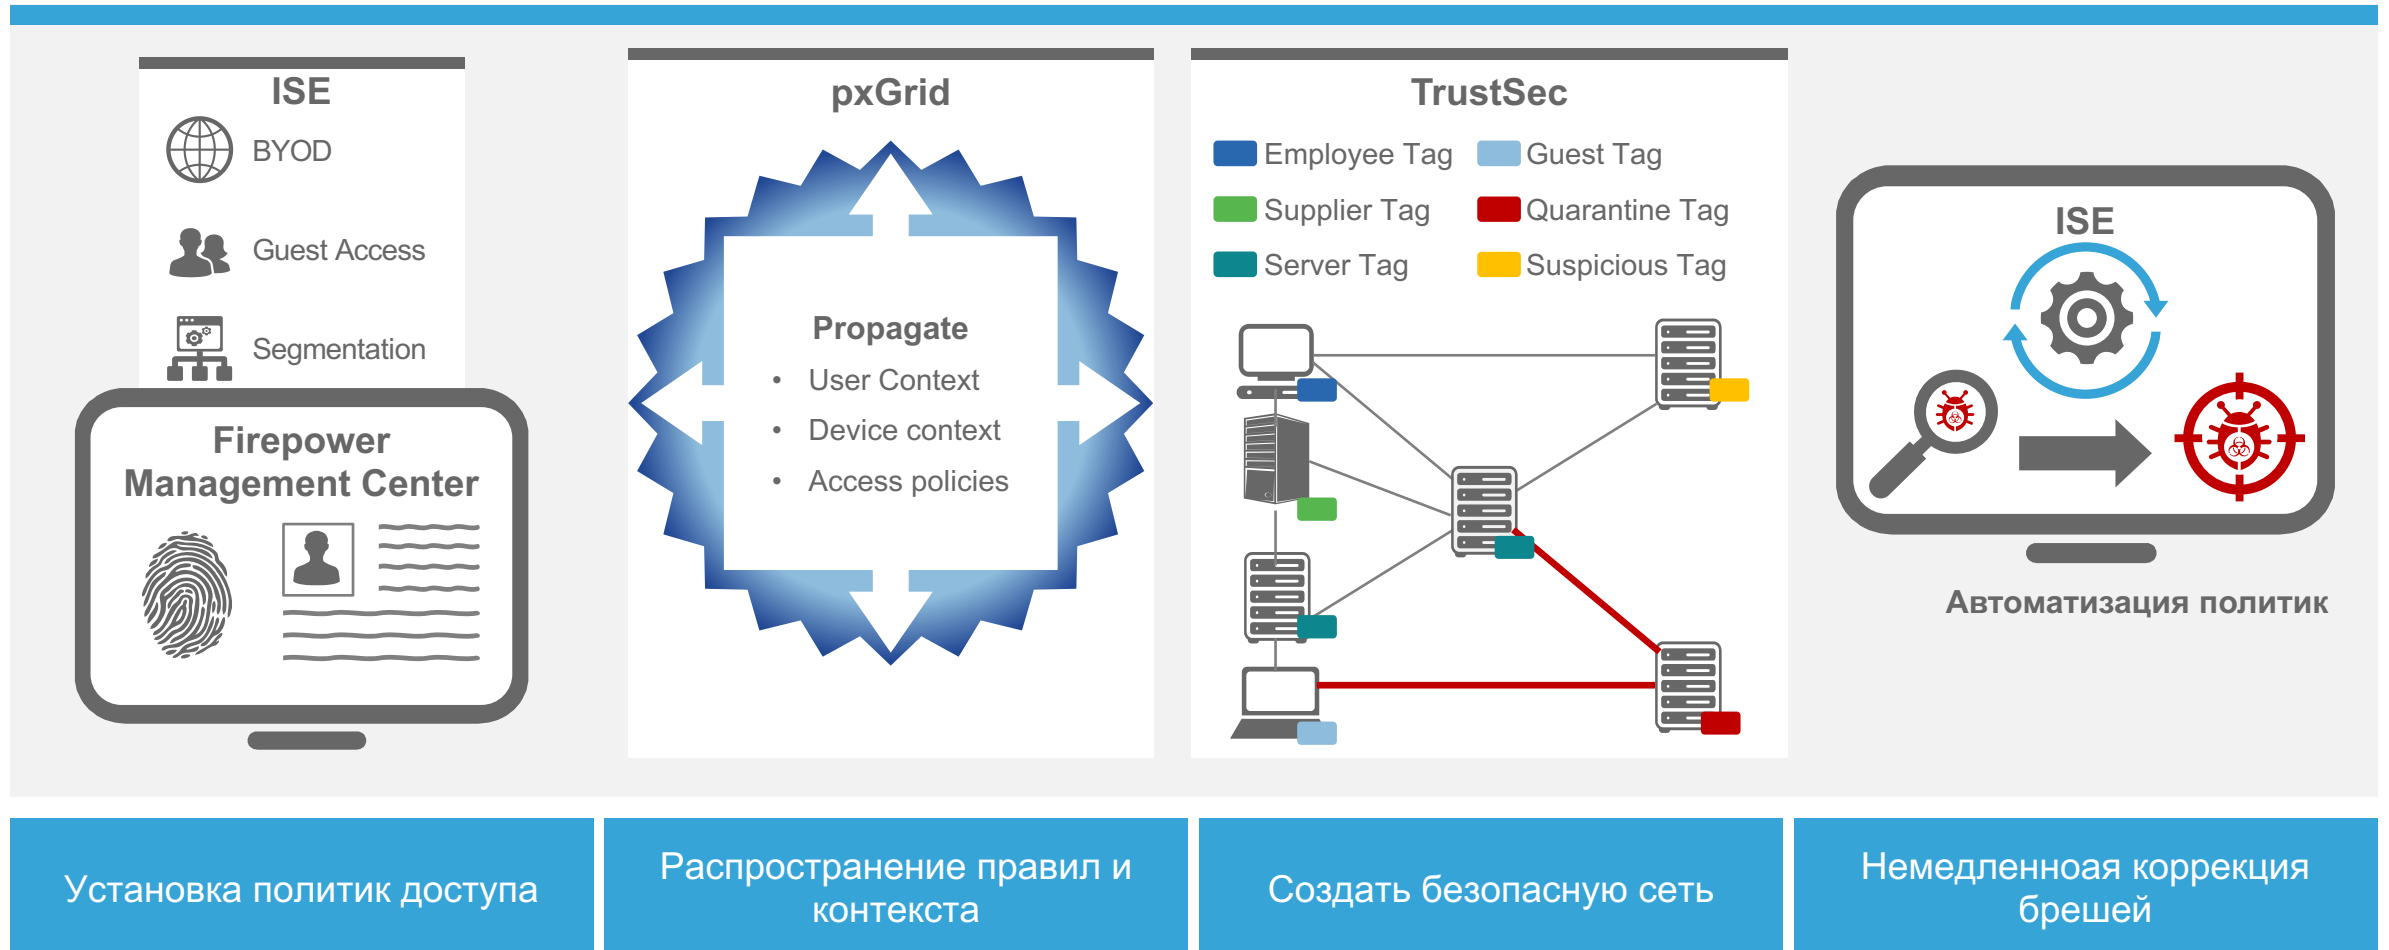 ISE
BYOD
Guest Access
Segmentation
Firepower
Management Center
pxGrid
Propagate
• User Context
• Device context
• Access policies
TrustSec
Employee Tag
Guest Tag
Supplier Tag
Quarantine Tag
Server Tag
Suspicious Tag
ISE
Автоматизация политик
Установка политик доступа
Распространение правил и
контекста
Создать безопасную сеть
Немедленноая коррекция
брешей